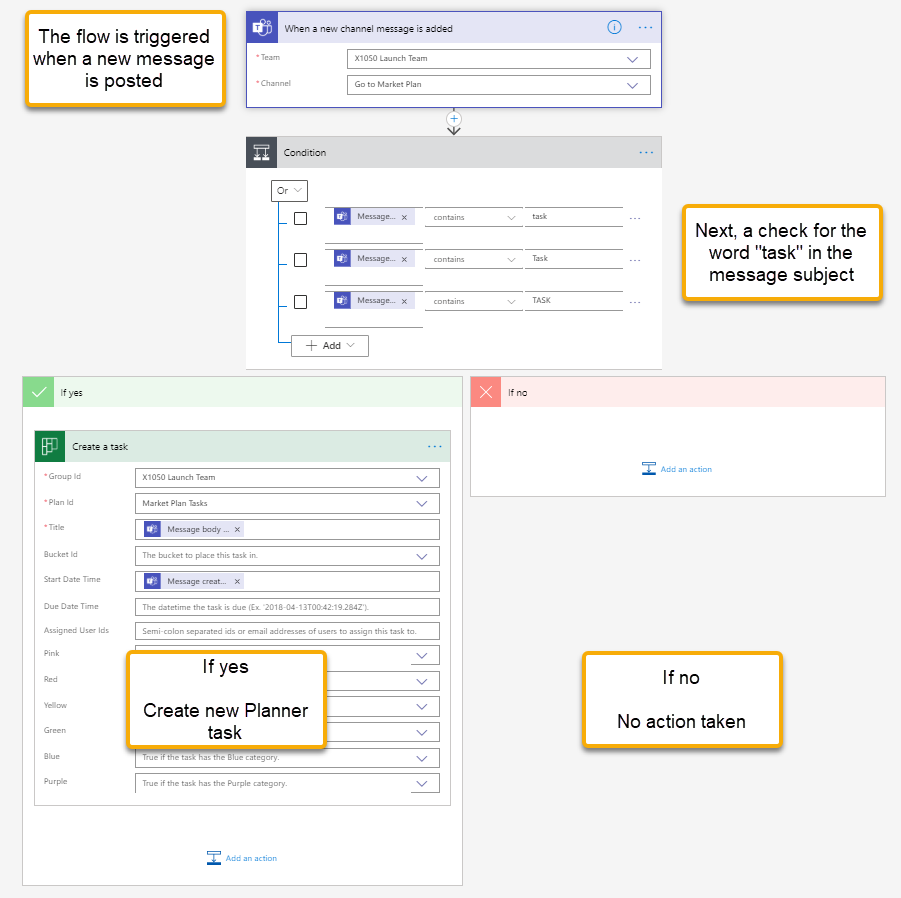 The flow is triggered
when a new message
is posted
When a new channel message is added
* Team
X1050 Launch Team
* Channel
Go to Market Plan
Condition
Or
Message...
contains
task
Message...
contains
Task
Message...
contains
TASK
Add
Next, a check for the
word "task" in the
message subject
If yes
Create a task
* Group Id
X1050 Launch Team
* Plan Id
Market Plan Tasks
* Title
Message body ...
Bucket Id
The bucket to place this task in.
Start Date Time
Message creat...
Due Date Time
The datetime the task is due (Ex. '2018-04-13T00:42:19.284Z').
Assigned User Ids
Semi-colon separated ids or email addresses of users to assign this task to.
Pink
Red
Yellow
Green
Blue
True if the task has the Blue category.
Purple
True if the task has the Purple category.
If yes
Create new Planner
task
Add an action
If no
Add an action
If no
No action taken